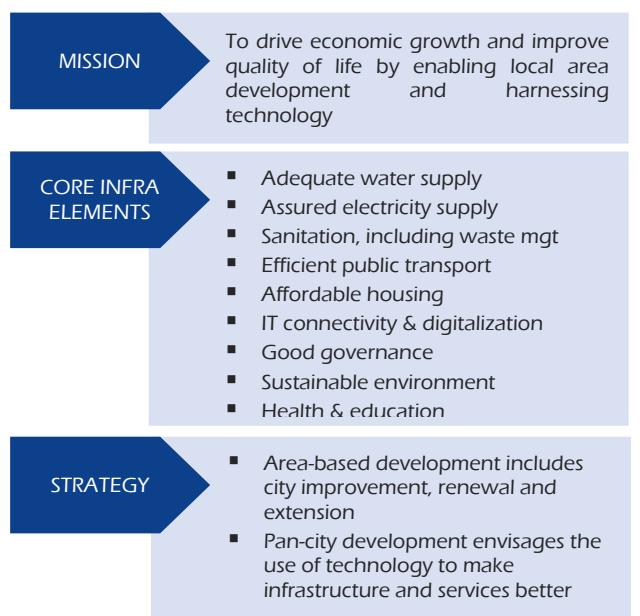 MISSION
To drive economic growth and improve
quality of life by enabling local area
development and harnessing
technology
CORE INFRA
ELEMENTS
▪ Adequate water supply
▪ Assured electricity supply
▪ Sanitation, including waste mgt
▪ Efficient public transport
▪ Affordable housing
▪ IT connectivity & digitalization
▪ Good governance
▪ Sustainable environment
▪ Health & education
STRATEGY
▪ Area-based development includes
city improvement, renewal and
extension
▪ Pan-city development envisages the
use of technology to make
infrastructure and services better